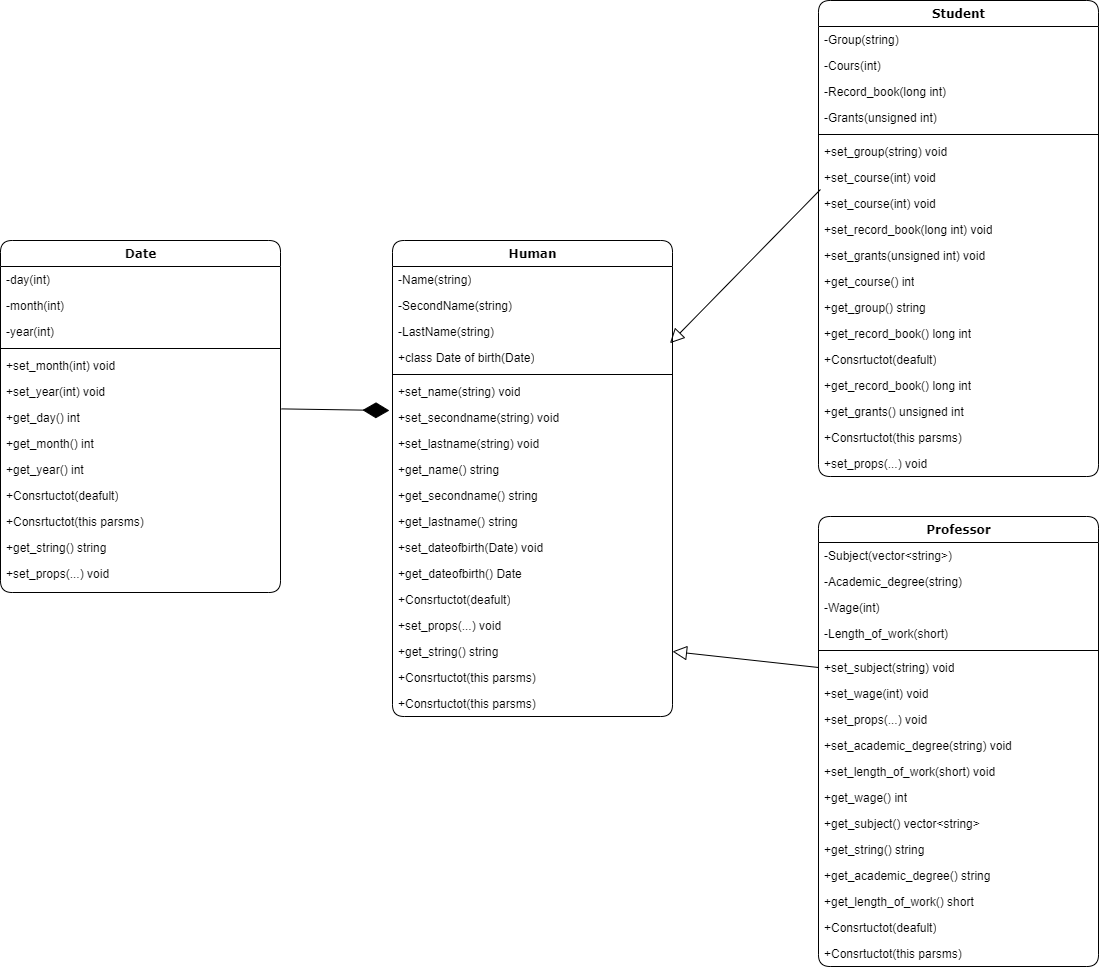 Date
-day(int)
-month(int)
-year(int)
+set_month(int) void
+set_year(int) void
+get_day() int
+get_month() int
+get_year() int
+Consrtuctot(deafult)
+Consrtuctot(this parsms)
+get_string() string
+set_props(...) void
Human
-Name(string)
-SecondName(string)
-LastName(string)
+class Date of birth(Date)
+set_name(string) void
+set_secondname(string) void
+set_lastname(string) void
+get_name() string
+get_secondname() string
+get_lastname() string
+set_dateofbirth(Date) void
+get_dateofbirth() Date
+Consrtuctot(deafult)
+set_props(...) void
+get_string() string
+Consrtuctot(this parsms)
+Consrtuctot(this parsms)
Student
-Group(string)
-Cours(int)
-Record_book(long int)
-Grants(unsigned int)
+set_group(string) void
+set_course(int) void
+set_course(int) void
+set_record_book(long int) void
+set_grants(unsigned int) void
+get_course() int
+get_group() string
+get_record_book() long int
+Consrtuctot(deafult)
+get_record_book() long int
+get_grants() unsigned int
+Consrtuctot(this parsms)
+set_props(...) void
Professor
-Subject(vector<string>)
-Academic_degree(string)
-Wage(int)
-Length_of_work(short)
+set_subject(string) void
+set_wage(int) void
+set_props(...) void
+set_academic_degree(string) void
+set_length_of_work(short) void
+get_wage() int
+get_subject() vector<string>
+get_string() string
+get_academic_degree() string
+get_length_of_work() short
+Consrtuctot(deafult)
+Consrtuctot(this parsms)